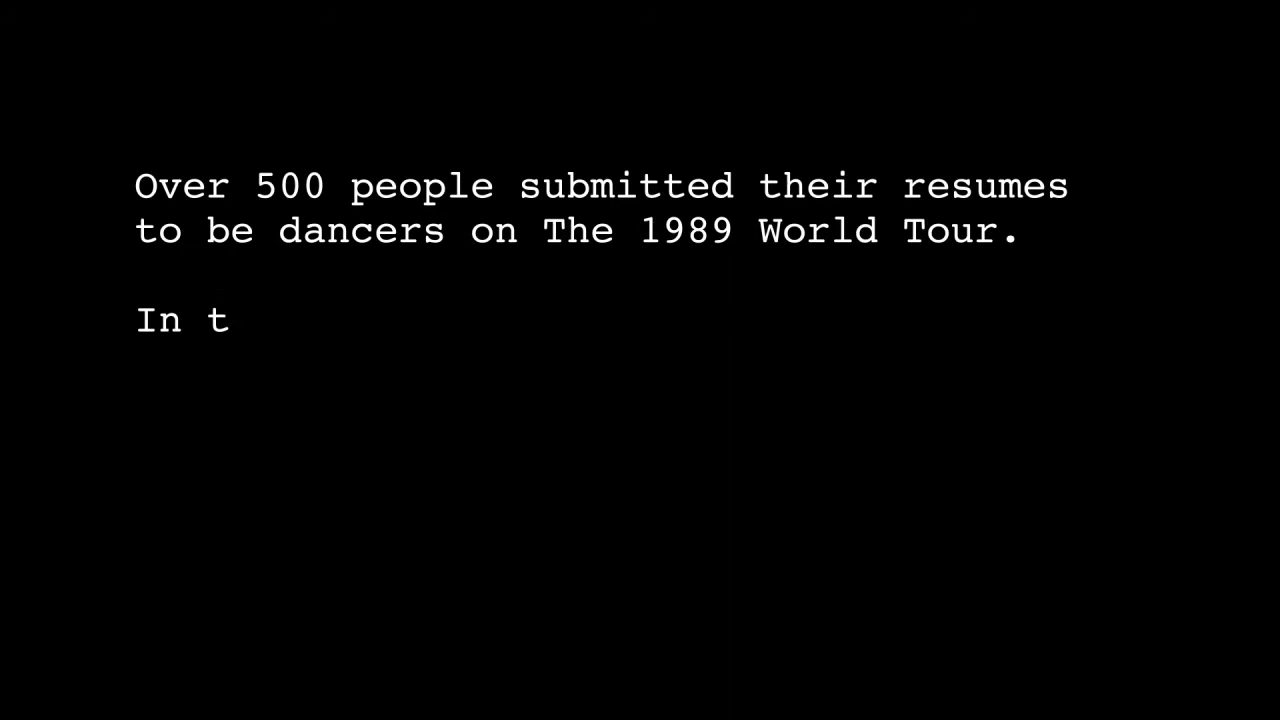 Over 500 people submitted their resumes
to be dancers on The 1989 World Tour.
In t